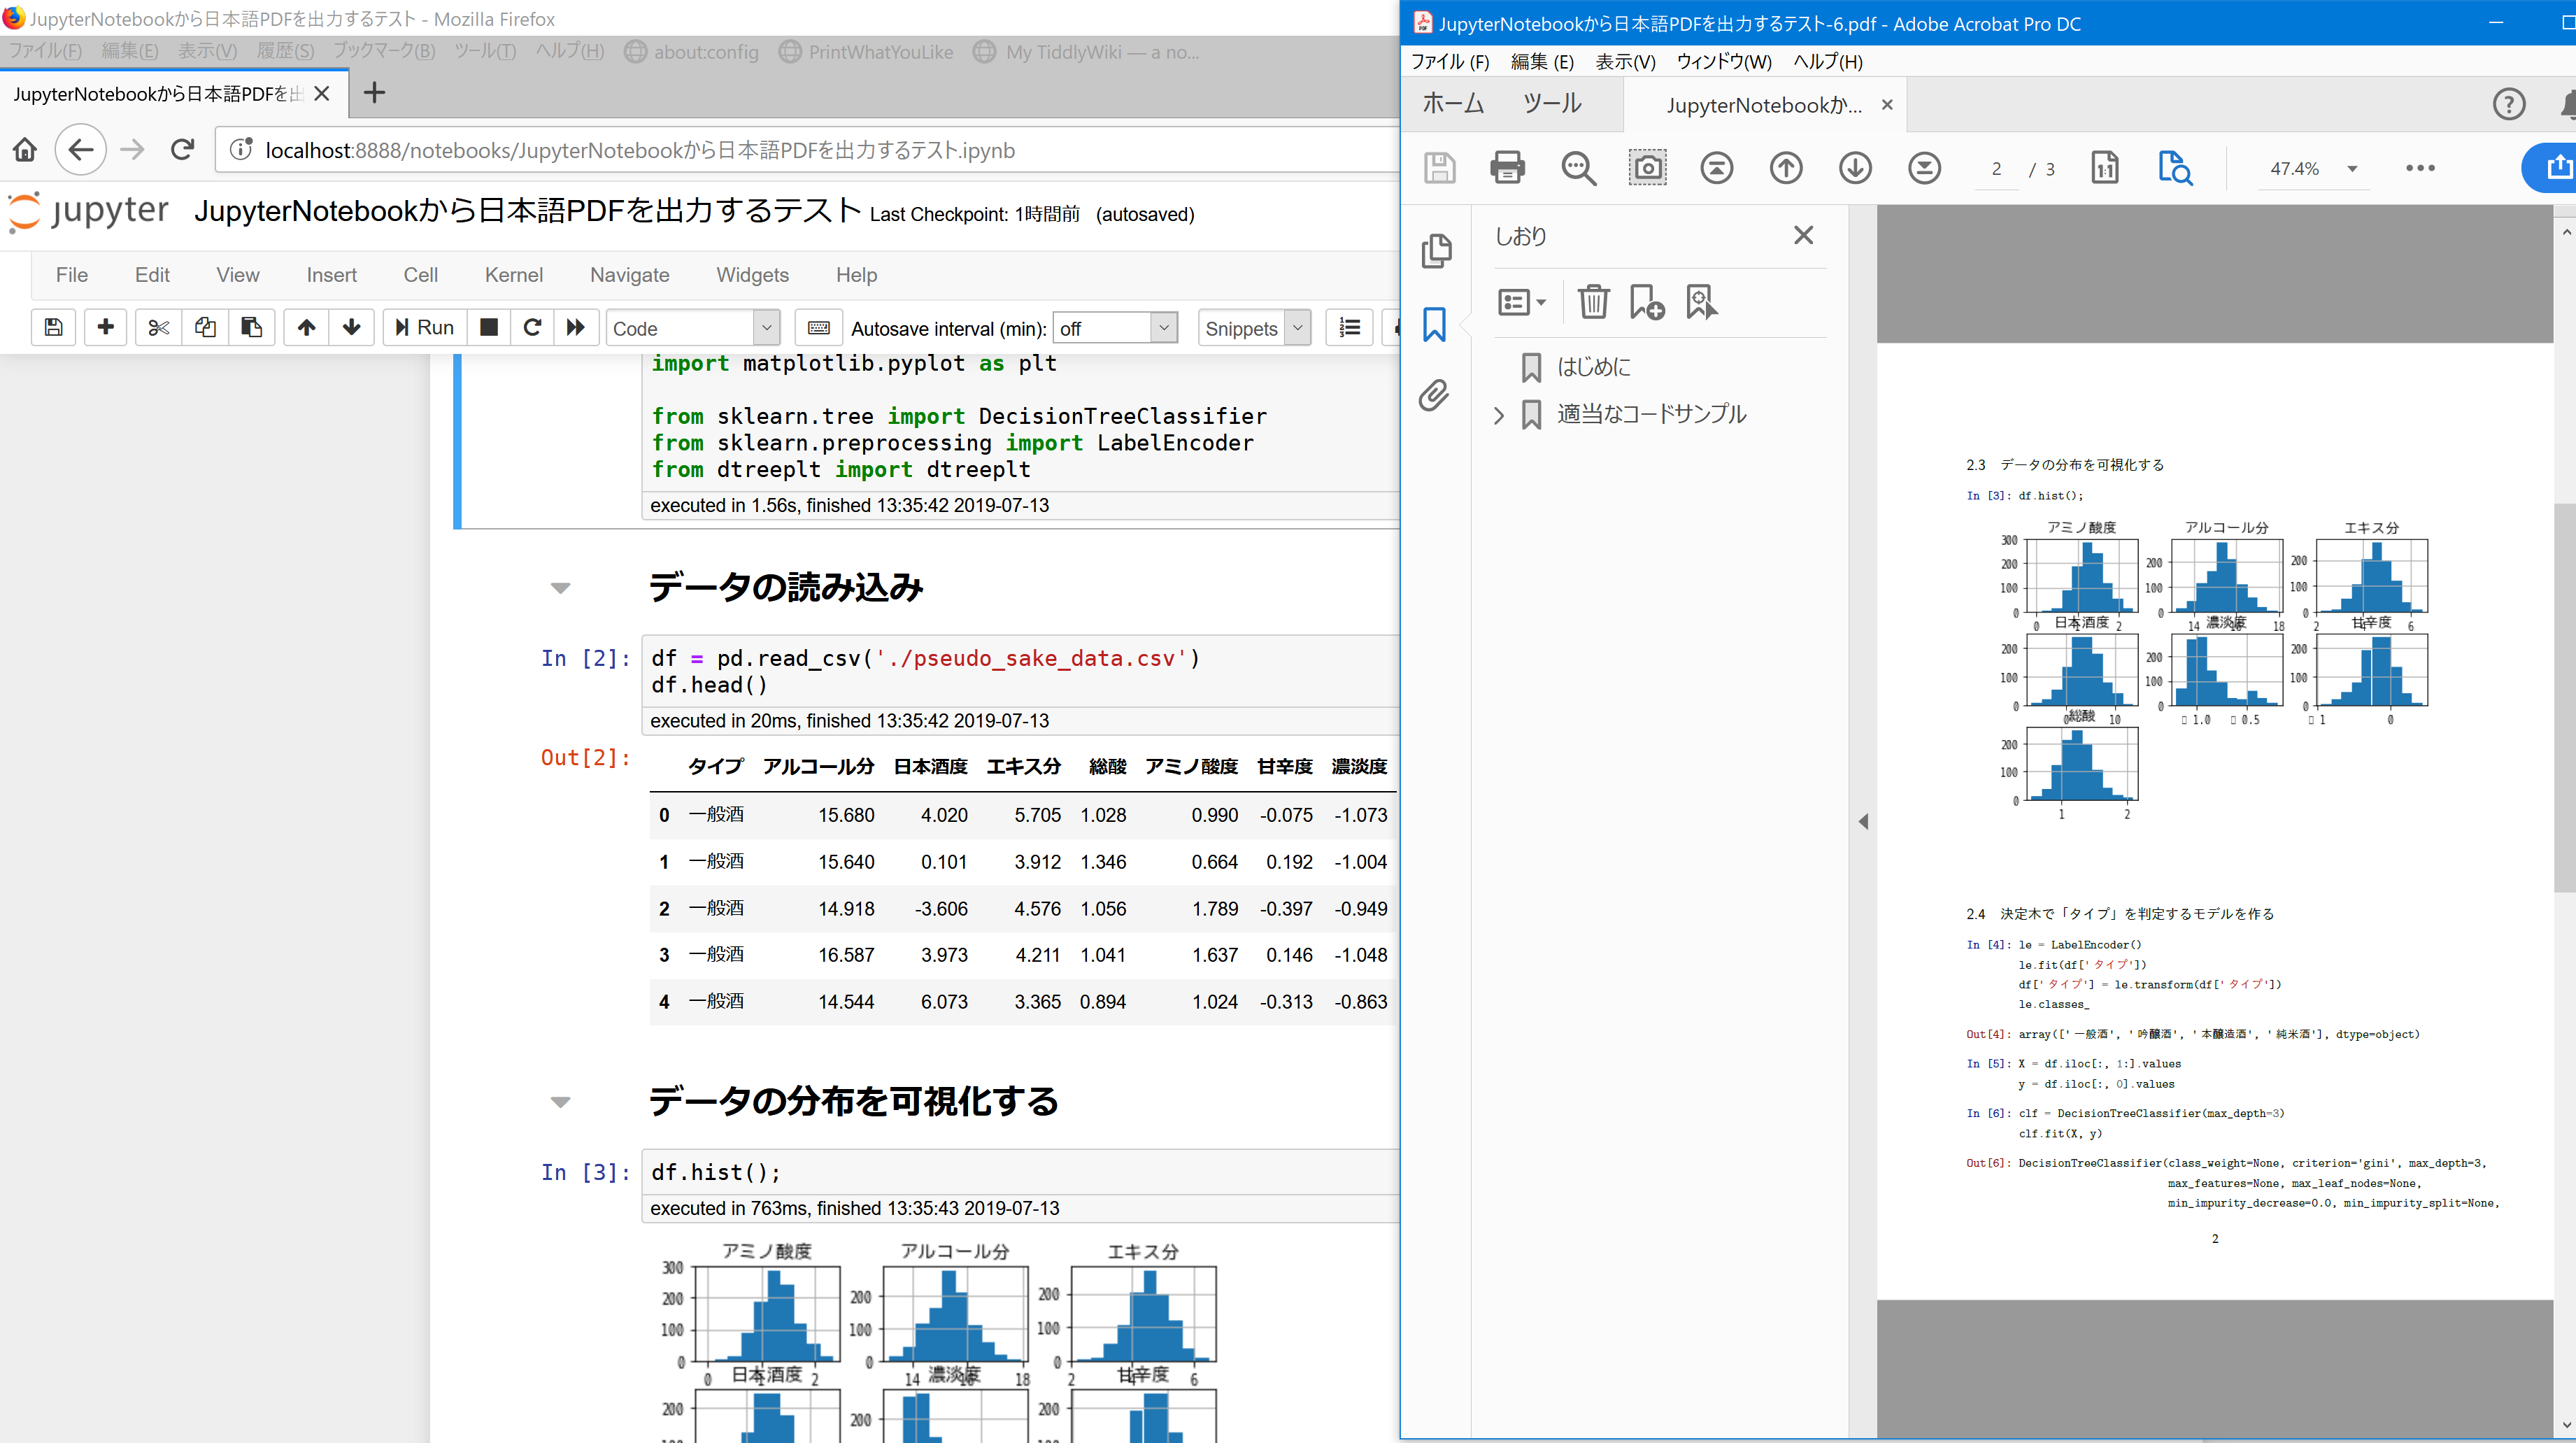 JupyterNotebookから日本語PDFを出力するテスト - Mozilla Firefox
ファイル(F) 編集(E) 表示(V) 履歴(S) ブックマーク(B) ツール(T) ヘルプ(H) about:config PrintWhatYouLike My TiddlyWiki — a no...
JupyterNotebookから日本語PDFを出
localhost:8888/notebooks/JupyterNotebookから日本語PDFを出力するテスト.ipynb
jupyter JupyterNotebookから日本語PDFを出力するテスト Last Checkpoint: 1時間前 (autosaved)
File Edit View Insert Cell Kernel Navigate Widgets Help
Run Code Autosave interval (min): off Snippets
import matplotlib.pyplot as plt
from sklearn.tree import DecisionTreeClassifier
from sklearn.preprocessing import LabelEncoder
from dtreeplt import dtreeplt
executed in 1.56s, finished 13:35:42 2019-07-13
データの読み込み
In [2]: df = pd.read_csv('./pseudo_sake_data.csv')
df.head()
executed in 20ms, finished 13:35:42 2019-07-13
Out[2]:
タイプ アルコール分 日本酒度 エキス分 総酸 アミノ酸度 甘辛度 濃淡度
0 一般酒 15.680 4.020 5.705 1.028 0.990 -0.075 -1.073
1 一般酒 15.640 0.101 3.912 1.346 0.664 0.192 -1.004
2 一般酒 14.918 -3.606 4.576 1.056 1.789 -0.397 -0.949
3 一般酒 16.587 3.973 4.211 1.041 1.637 0.146 -1.048
4 一般酒 14.544 6.073 3.365 0.894 1.024 -0.313 -0.863
データの分布を可視化する
In [3]: df.hist();
executed in 763ms, finished 13:35:43 2019-07-13
アミノ酸度 アルコール分 エキス分
300
200 200 200
100 100 100
0 0 0
0 1 2 14 16 18 2 4 6
日本酒度 濃淡度 甘辛度
200 200 200
JupyterNotebookから日本語PDFを出力するテスト-6.pdf - Adobe Acrobat Pro DC
ファイル (F) 編集 (E) 表示(V) ウィンドウ(W) ヘルプ(H)
ホーム ツール JupyterNotebookか...
2 / 3 47.4%
しおり
はじめに
適当なコードサンプル
2.3 データの分布を可視化する
In [3]: df.hist();
アミノ酸度 アルコール分 エキス分
300
200 200 200
100 100 100
0 0 0
0 1 2 14 16 18 2 4 6
日本酒度 濃淡度 甘辛度
200 200 200
100 100 100
0 0 0
0 10 1.0 0.5 1 0
総酸
200
100
0
1 2
2.4 決定木で「タイプ」を判定するモデルを作る
In [4]: le = LabelEncoder()
le.fit(df['タイプ'])
df['タイプ'] = le.transform(df['タイプ'])
le.classes_
Out[4]: array(['一般酒', '吟醸酒', '本醸造酒', '純米酒'], dtype=object)
In [5]: X = df.iloc[:, 1:].values
y = df.iloc[:, 0].values
In [6]: clf = DecisionTreeClassifier(max_depth=3)
clf.fit(X, y)
Out[6]: DecisionTreeClassifier(class_weight=None, criterion='gini', max_depth=3,
max_features=None, max_leaf_nodes=None,
min_impurity_decrease=0.0, min_impurity_split=None,
2